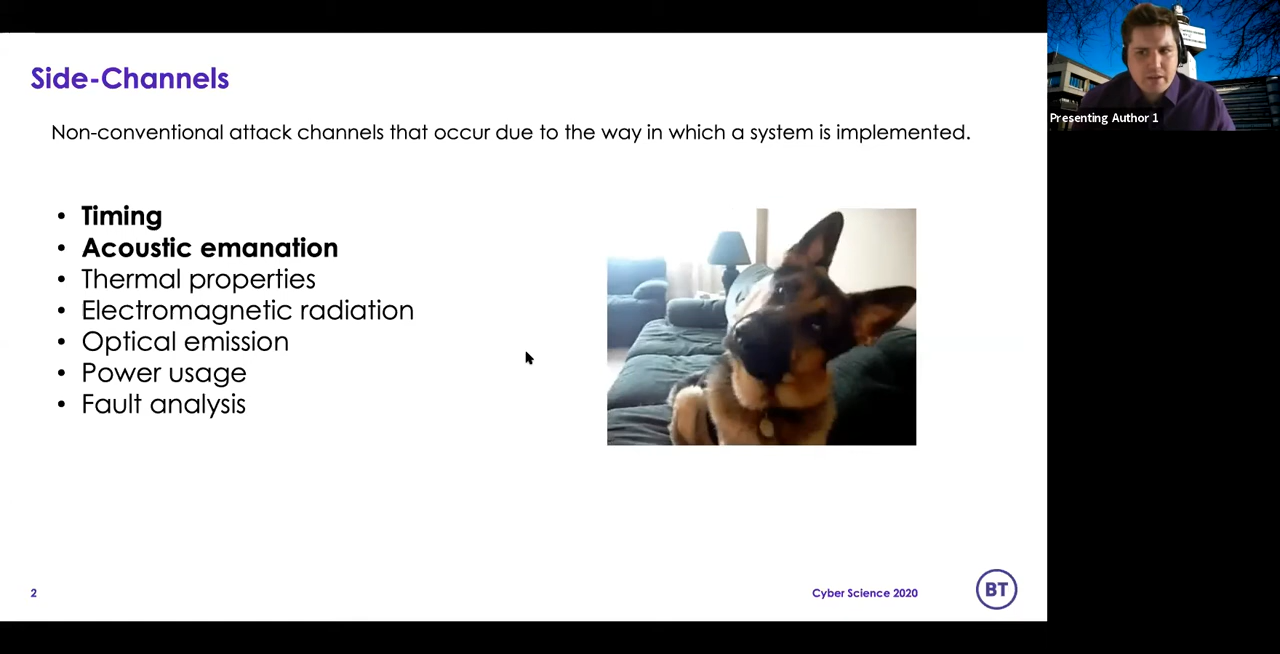 Side-Channels
Non-conventional attack channels that occur due to the way in which a system is implemented.
• Timing
• Acoustic emanation
• Thermal properties
• Electromagnetic radiation
• Optical emission
• Power usage
• Fault analysis
2
Cyber Science 2020
BT
Presenting Author 1